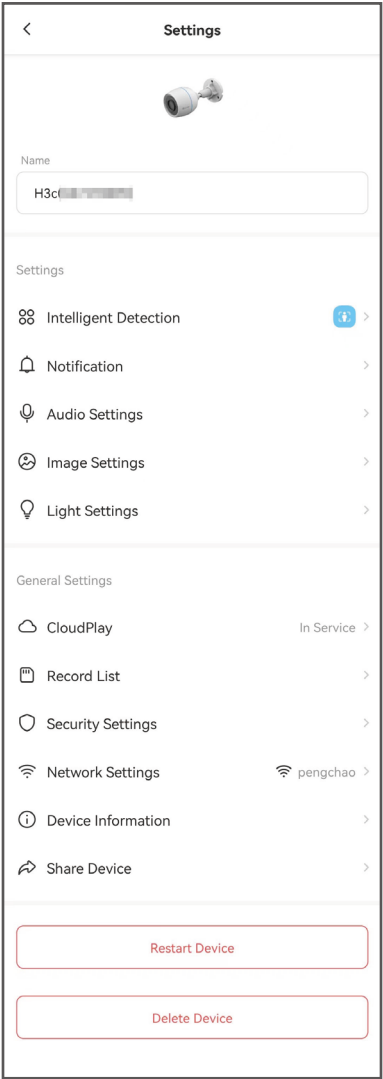 Settings
Name
H3c
Settings
Intelligent Detection
Notification
Audio Settings
Image Settings
Light Settings
General Settings
CloudPlay In Service
Record List
Security Settings
Network Settings pengchao
Device Information
Share Device
Restart Device
Delete Device